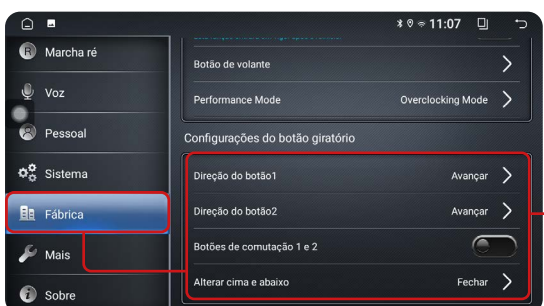 11:07
R Marcha ré
Voz
Pessoal
Sistema
Fábrica
Mais
Sobre
Botão de volante
Performance Mode Overclocking Mode
Configurações do botão giratório
Direção do botão1 Avançar
Direção do botão2 Avançar
Botões de comutação 1 e 2
Alterar cima e abaixo Fechar